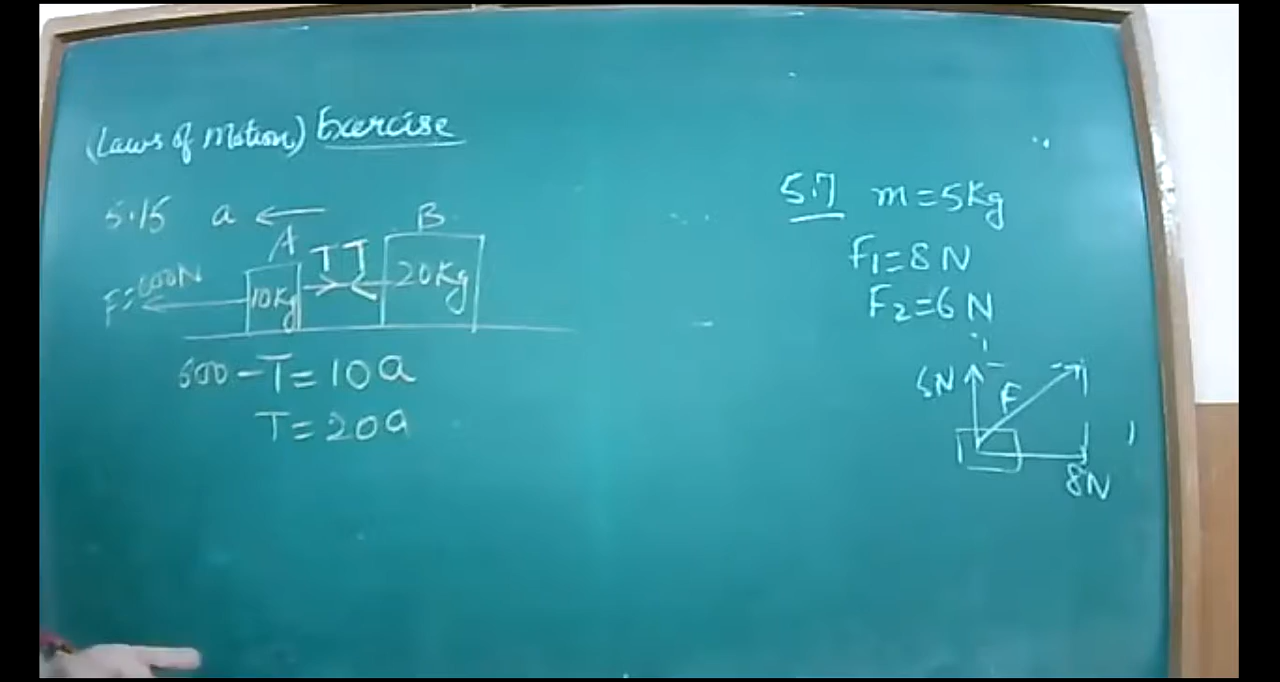 (Laws of Motion) Exercise
5.15 a
A B
F=600N
10Kg T T 20Kg
600 - T = 10a
T = 20a
5.7 m = 5Kg
F1 = 8 N
F2 = 6 N
6N F
8N